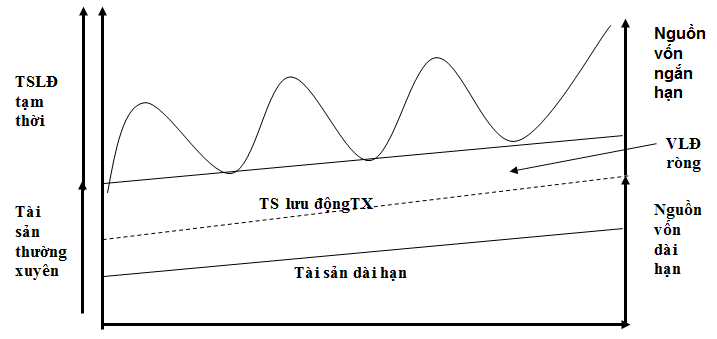 TSLĐ
tạm
thời
Tài
sản
thường
xuyên
TS lưu độngTX
Tài sản dài hạn
Nguồn
vốn
ngắn
hạn
VLĐ
ròng
Nguồn
vốn
dài
hạn